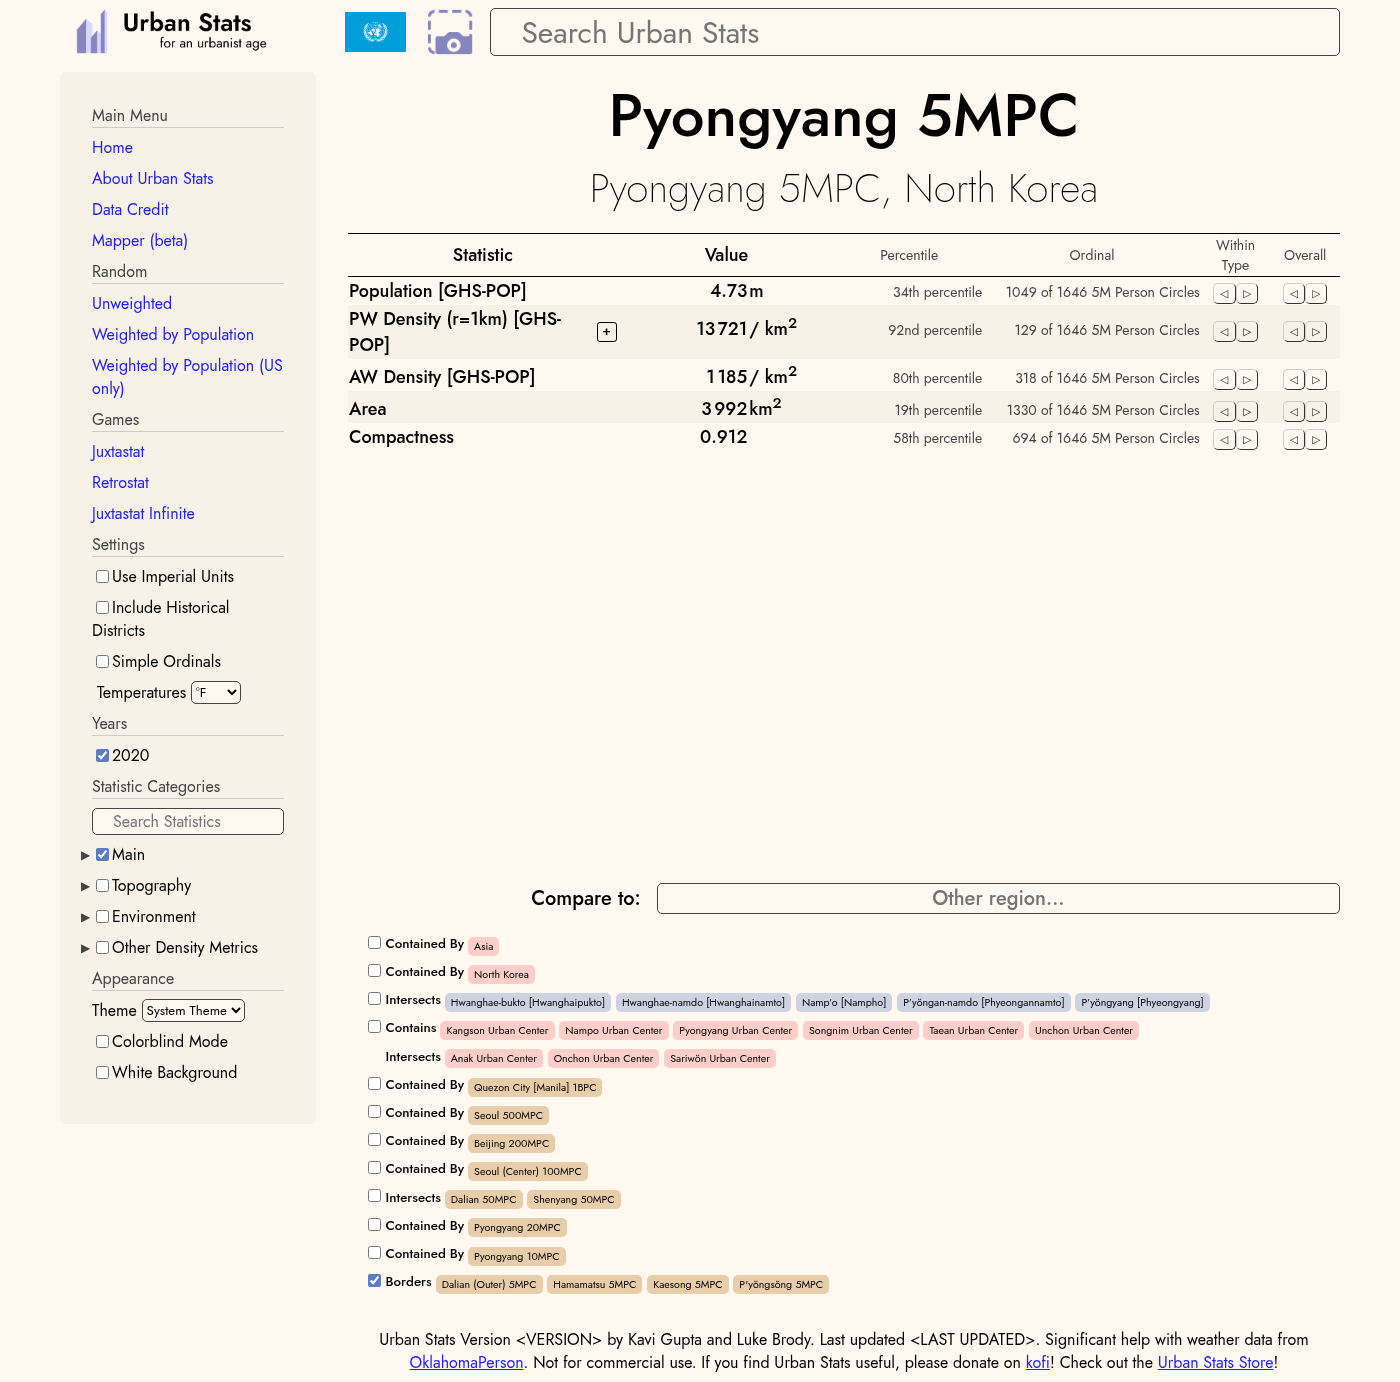 Urban Stats
for an urbanist age
Search Urban Stats
Main Menu
Home
About Urban Stats
Data Credit
Mapper (beta)
Random
Unweighted
Weighted by Population
Weighted by Population (US
only)
Games
Juxtastat
Retrostat
Juxtastat Infinite
Settings
Use Imperial Units
Include Historical
Districts
Simple Ordinals
Temperatures °F
Years
2020
Statistic Categories
Search Statistics
Main
Topography
Environment
Other Density Metrics
Appearance
Theme System Theme
Colorblind Mode
White Background
Pyongyang 5MPC
Pyongyang 5MPC, North Korea
Statistic Value Percentile Ordinal Within Type Overall
Population [GHS-POP] 4.73 m 34th percentile 1049 of 1646 5M Person Circles
PW Density (r=1km) [GHS-
POP] + 13 721 / km² 92nd percentile 129 of 1646 5M Person Circles
AW Density [GHS-POP] 1 185 / km² 80th percentile 318 of 1646 5M Person Circles
Area 3 992 km² 19th percentile 1330 of 1646 5M Person Circles
Compactness 0.912 58th percentile 694 of 1646 5M Person Circles
Compare to: Other region...
Contained By Asia
Contained By North Korea
Intersects Hwanghae-bukto [Hwanghaipukto] Hwanghae-namdo [Hwanghainamto] Namp'o [Nampho] P'yŏngan-namdo [Phyeongannamto] P'yŏngyang [Phyeongyang]
Contains Kangson Urban Center Nampo Urban Center Pyongyang Urban Center Songnim Urban Center Taean Urban Center Unchon Urban Center
Intersects Anak Urban Center Onchon Urban Center Sariwŏn Urban Center
Contained By Quezon City [Manila] 1BPC
Contained By Seoul 500MPC
Contained By Beijing 200MPC
Contained By Seoul (Center) 100MPC
Intersects Dalian 50MPC Shenyang 50MPC
Contained By Pyongyang 20MPC
Contained By Pyongyang 10MPC
Borders Dalian (Outer) 5MPC Hamamatsu 5MPC Kaesong 5MPC P'yŏngsŏng 5MPC
Urban Stats Version <VERSION> by Kavi Gupta and Luke Brody. Last updated <LAST UPDATED>. Significant help with weather data from
OklahomaPerson. Not for commercial use. If you find Urban Stats useful, please donate on kofi! Check out the Urban Stats Store!